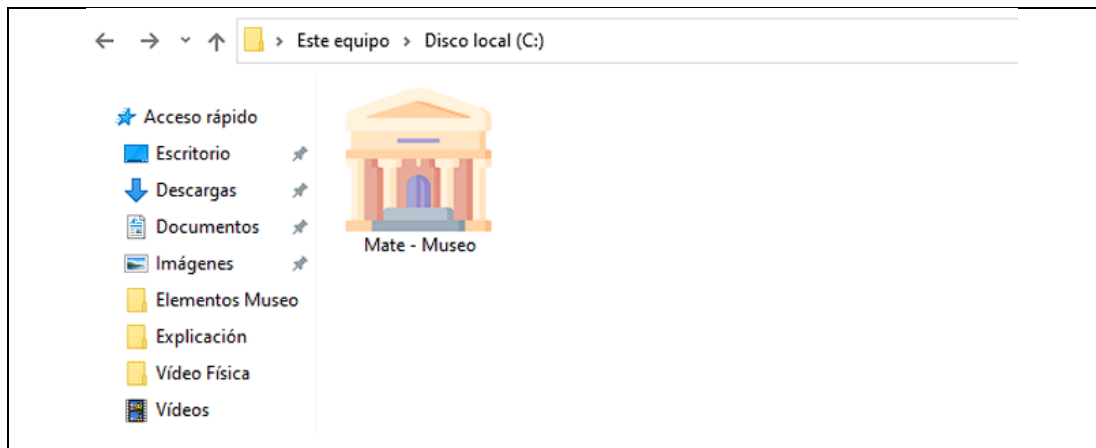 Este equipo > Disco local (C:)
Acceso rápido
Escritorio
Descargas
Documentos
Imágenes
Elementos Museo
Explicación
Vídeo Física
Vídeos
Mate - Museo